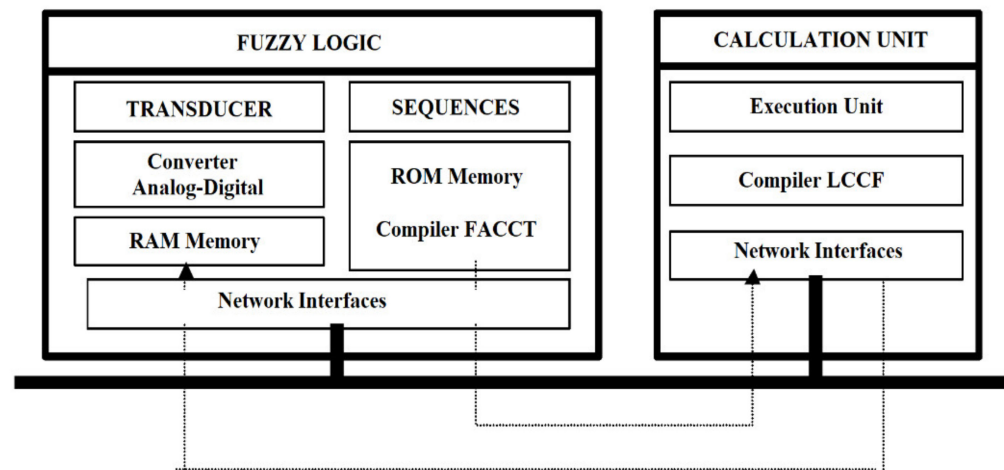 FUZZY LOGIC
TRANSDUCER
Converter
Analog-Digital
RAM Memory
SEQUENCES
ROM Memory
Compiler FACCT
Network Interfaces
CALCULATION UNIT
Execution Unit
Compiler LCCF
Network Interfaces